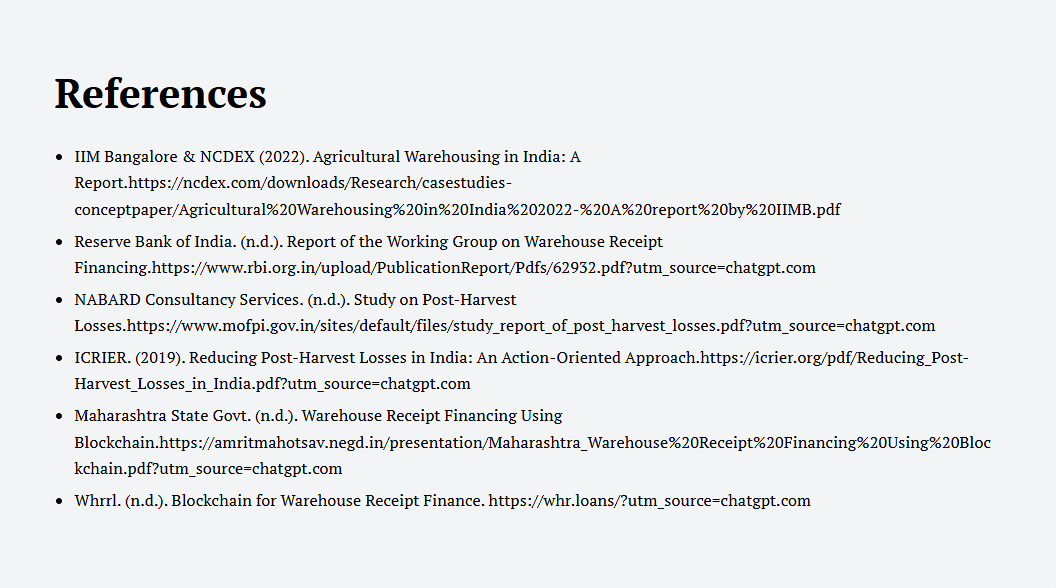 References
• IIM Bangalore & NCDEX (2022). Agricultural Warehousing in India: A
Report.https://ncdex.com/downloads/Research/casestudies-
conceptpaper/Agricultural%20Warehousing%20in%20India%202022-%20A%20report%20by%20IIMB.pdf
• Reserve Bank of India. (n.d.). Report of the Working Group on Warehouse Receipt
Financing.https://www.rbi.org.in/upload/PublicationReport/Pdfs/62932.pdf?utm_source=chatgpt.com
• NABARD Consultancy Services. (n.d.). Study on Post-Harvest
Losses.https://www.mofpi.gov.in/sites/default/files/study_report_of_post_harvest_losses.pdf?utm_source=chatgpt.com
• ICRIER. (2019). Reducing Post-Harvest Losses in India: An Action-Oriented Approach.https://icrier.org/pdf/Reducing_Post-
Harvest_Losses_in_India.pdf?utm_source=chatgpt.com
• Maharashtra State Govt. (n.d.). Warehouse Receipt Financing Using
Blockchain.https://amritmahotsav.negd.in/presentation/Maharashtra_Warehouse%20Receipt%20Financing%20Using%20Bloc
kchain.pdf?utm_source=chatgpt.com
• Whrrl. (n.d.). Blockchain for Warehouse Receipt Finance. https://whr.loans/?utm_source=chatgpt.com